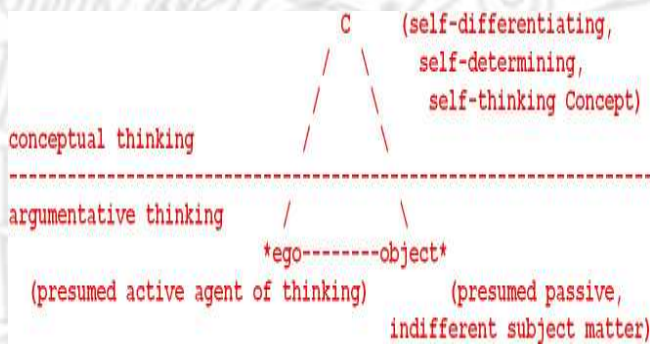 C (self-differentiating,
/ \ self-determining,
/ \ self-thinking Concept)
conceptual thinking / \
------------------------------------------------------------------
argumentative thinking / \
*ego--------object*
(presumed active agent of thinking) (presumed passive,
indifferent subject matter)